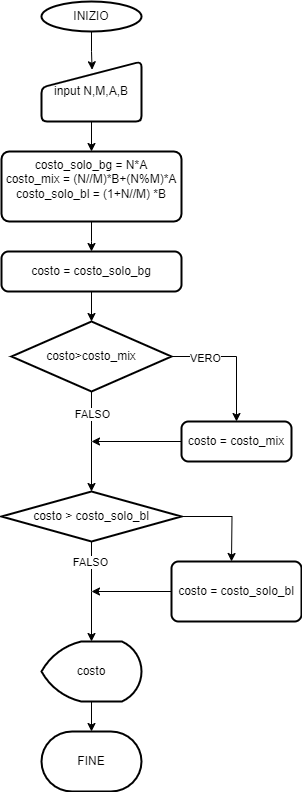 INIZIO
input N,M,A,B
costo_solo_bg = N*A
costo_mix = (N//M)*B+(N%M)*A
costo_solo_bl = (1+N//M) *B
costo = costo_solo_bg
costo>costo_mix
VERO
FALSO
costo = costo_mix
costo > costo_solo_bl
FALSO
costo = costo_solo_bl
costo
FINE